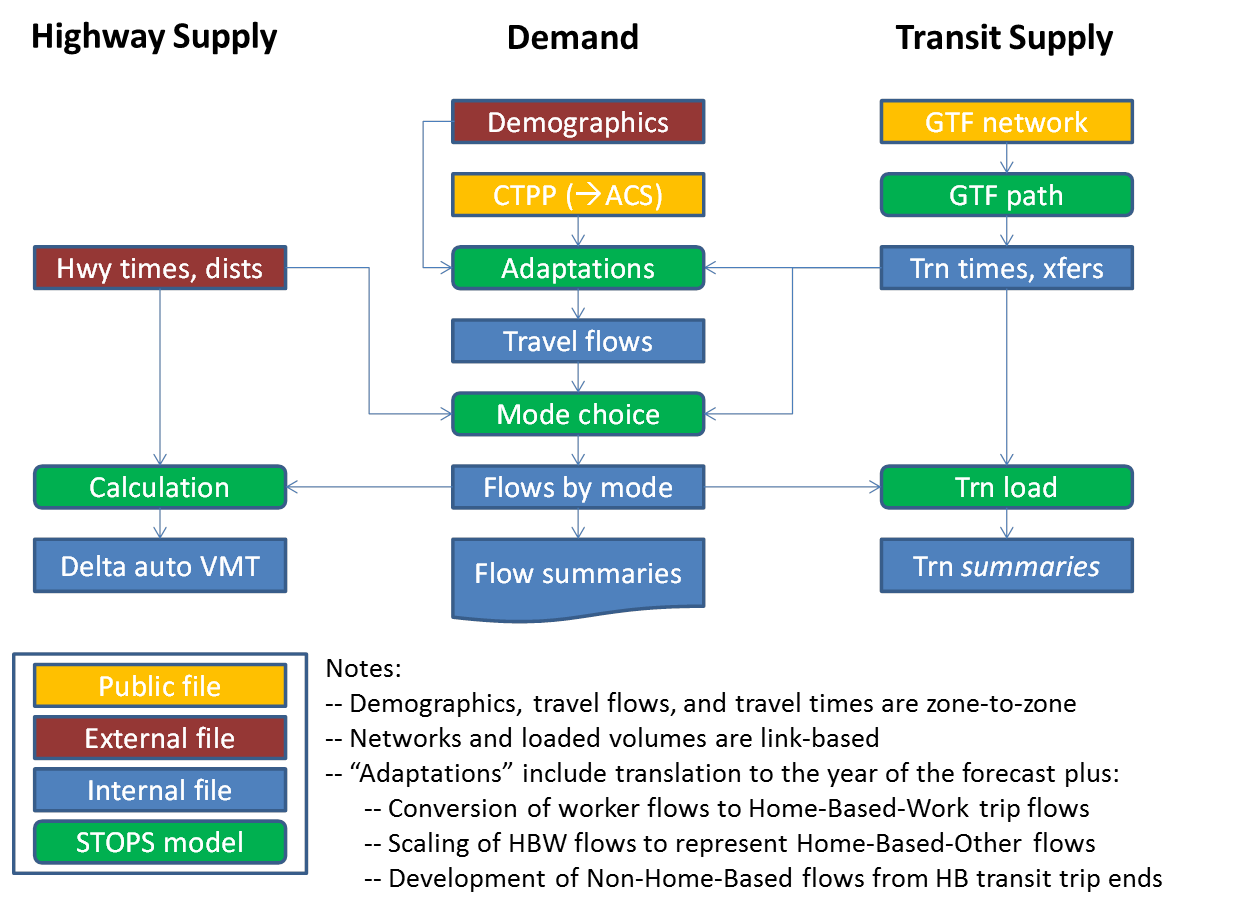 Highway Supply
Demand
Transit Supply
Demographics
GTF network
CTPP (→ACS)
GTF path
Hwy times, dists
Adaptations
Trn times, xfers
Travel flows
Mode choice
Calculation
Flows by mode
Trn load
Delta auto VMT
Flow summaries
Trn summaries
Public file
External file
Internal file
STOPS model
Notes:
-- Demographics, travel flows, and travel times are zone-to-zone
-- Networks and loaded volumes are link-based
-- “Adaptations” include translation to the year of the forecast plus:
-- Conversion of worker flows to Home-Based-Work trip flows
-- Scaling of HBW flows to represent Home-Based-Other flows
-- Development of Non-Home-Based flows from HB transit trip ends